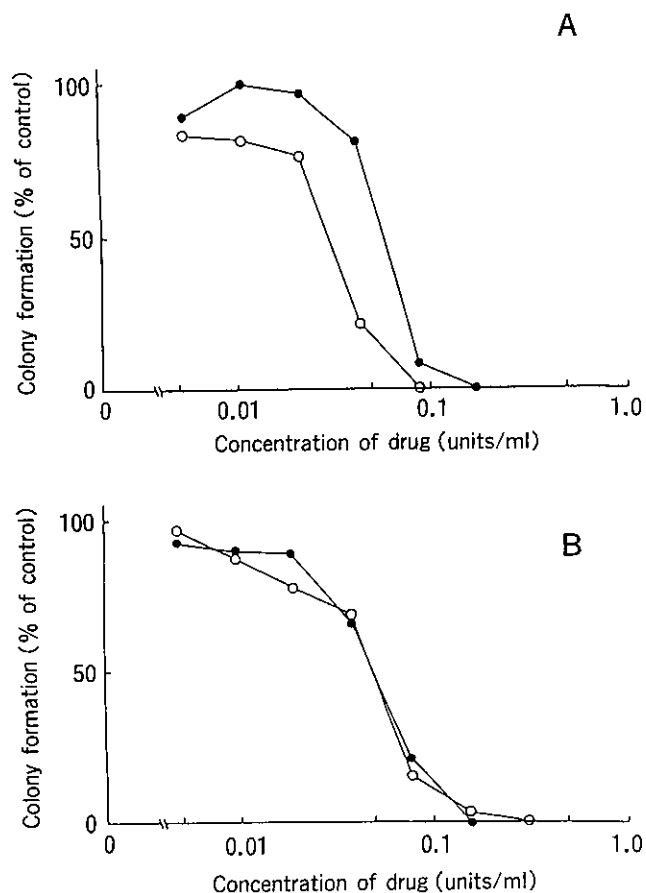 A
Colony formation (% of control)
100
50
0
0 0.01 0.1 1.0
Concentration of drug (units/ml)
B
Colony formation (% of control)
100
50
0
0 0.01 0.1 1.0
Concentration of drug (units/ml)